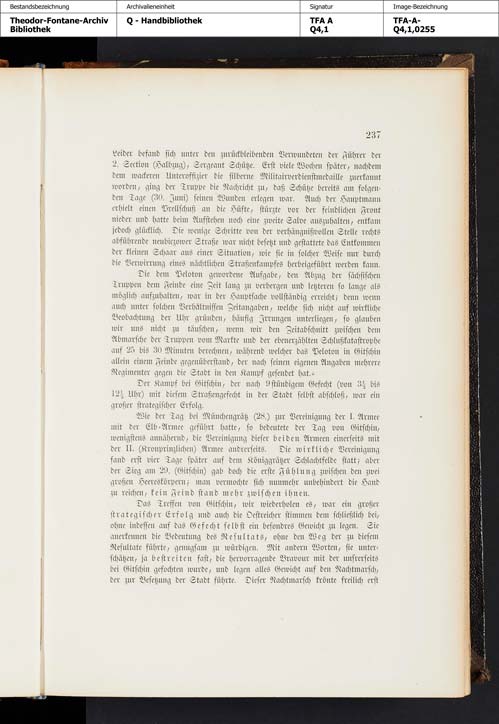 Bestandsbezeichnung
Theodor-Fontane-Archiv
Bibliothek
Archivalieneinheit
Q - Handbibliothek
Signatur
TFA A
Q4,1
Image-Bezeichnung
TFA-A-
Q4,1,0255
237
Leider befand sich unter den zurückbleibenden Verwundeten der Führer der
2. Section (Halbzug), Sergeant Schütze. Erst viele Wochen später, nachdem
dem wackeren Unteroffizier die silberne Militairverdienstmedaille zuerkannt
worden, ging der Truppe die Nachricht zu, daß Schütze bereits am folgen-
den Tage (30. Juni) seinen Wunden erlegen war. Auch der Hauptmann
erhielt einen Prellschuß an die Hüfte, stürzte vor der feindlichen Front
nieder und hatte beim Aufstehen noch eine zweite Salve auszuhalten, entkam
jedoch glücklich. Die wenige Schritte von der verhängnißvollen Stelle rechts
abführende neubiczower Straße war nicht besetzt und gestattete das Entkommen
der kleinen Schaar aus einer Situation, wie sie in solcher Weise nur durch
die Verwirrung eines nächtlichen Straßenkampfes herbeigeführt werden kann.
Die dem Peloton gewordene Aufgabe, den Abzug der sächsischen
Truppen dem Feinde eine Zeit lang zu verbergen und letzteren so lange als
möglich aufzuhalten, war in der Hauptsache vollständig erreicht; denn wenn
auch unter solchen Verhältnissen Zeitangaben, welche sich nicht auf wirkliche
Beobachtung der Uhr gründen, häufig Irrungen unterliegen, so glauben
wir uns nicht zu täuschen, wenn wir den Zeitabschnitt zwischen dem
Abmarsche der Truppen vom Markte und der ebenerzählten Schlußkatastrophe
auf 25 bis 30 Minuten berechnen, während welcher das Peloton in Gitschin
allein einem Feinde gegenüberstand, der nach seinen eigenen Angaben mehrere
Regimenter gegen die Stadt in den Kampf gesendet hat.“
Der Kampf bei Gitschin, der nach 9stündigem Gefecht (von 3½ bis
12½ Uhr) mit diesem Straßengefecht in der Stadt selbst abschloß, war ein
großer strategischer Erfolg.
Wie der Tag bei Münchengrätz (28.) zur Vereinigung der I. Armee
mit der Elb-Armee geführt hatte, so bedeutete der Tag von Gitschin,
wenigstens annähernd, die Vereinigung dieser beiden Armeen einerseits mit
der II. (Kronprinzlichen) Armee andrerseits. Die wirkliche Vereinigung
fand erst vier Tage später auf dem Königgrätzer Schlachtfelde statt; aber
der Sieg am 29. (Gitschin) gab doch die erste Fühlung zwischen den zwei
großen Heereskörpern; man vermochte sich nunmehr unbehindert die Hand
zu reichen, kein Feind stand mehr zwischen ihnen.
Das Treffen von Gitschin, wir wiederholen es, war ein großer
strategischer Erfolg und auch die Oestreicher stimmen dem schließlich bei,
ohne indessen auf das Gefecht selbst ein besondres Gewicht zu legen. Sie
anerkennen die Bedeutung des Resultats, ohne den Weg der zu diesem
Resultate führte, genugsam zu würdigen. Mit andern Worten, sie unter-
schätzen, ja bestreiten fast, die hervorragende Bravour mit der unsrerseits
bei Gitschin gefochten wurde, und legen alles Gewicht auf den Nachtmarsch,
der zur Besetzung der Stadt führte. Dieser Nachtmarsch krönte freilich erst